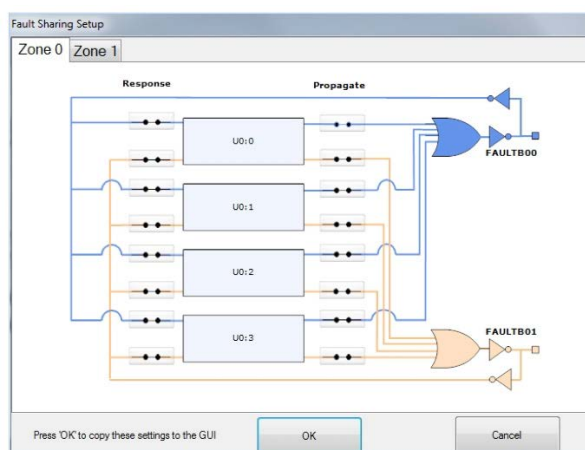 Fault Sharing Setup
Zone 0 Zone 1
Response Propagate
U0:0
FAULTB00
U0:1
U0:2
U0:3
FAULTB01
Press 'OK' to copy these settings to the GUI OK Cancel